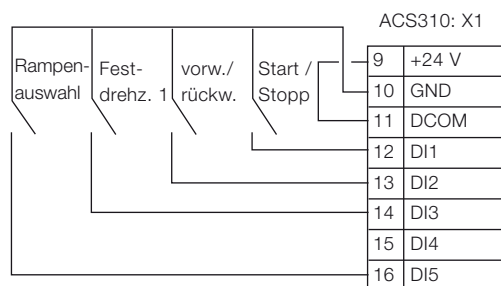 ACS310: X1
Rampen-
auswahl
Fest-
drehz. 1
vorw./
rückw.
Start /
Stopp
9 +24 V
10 GND
11 DCOM
12 DI1
13 DI2
14 DI3
15 DI4
16 DI5